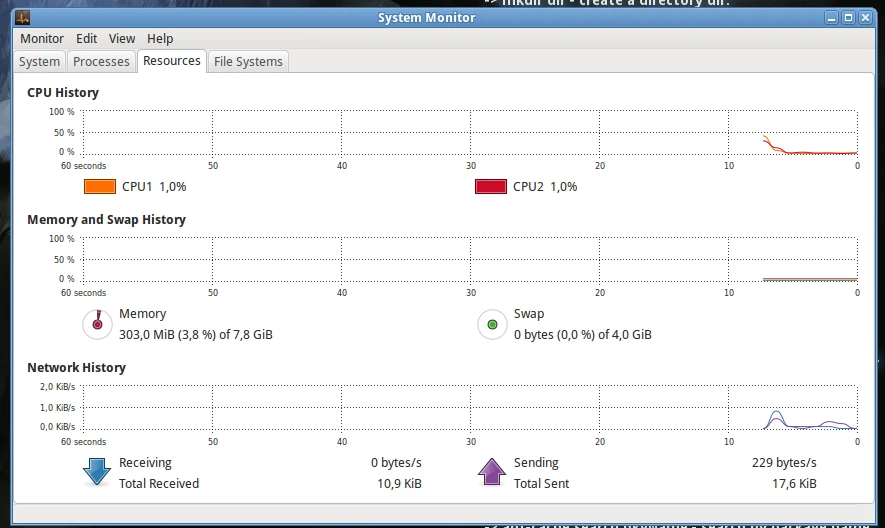 -> mkdir dir - create a directory dir.
System Monitor
Monitor Edit View Help
System Processes Resources File Systems
CPU History
100 %
50 %
0 %
60 seconds 50 40 30 20 10 0
CPU1 1,0% CPU2 1,0%
Memory and Swap History
100 %
50 %
0 %
60 seconds 50 40 30 20 10 0
Memory Swap
303,0 MiB (3,8 %) of 7,8 GiB 0 bytes (0,0 %) of 4,0 GiB
Network History
2,0 KiB/s
1,0 KiB/s
0,0 KiB/s
60 seconds 50 40 30 20 10 0
Receiving 0 bytes/s Sending 229 bytes/s
Total Received 10,9 KiB Total Sent 17,6 KiB